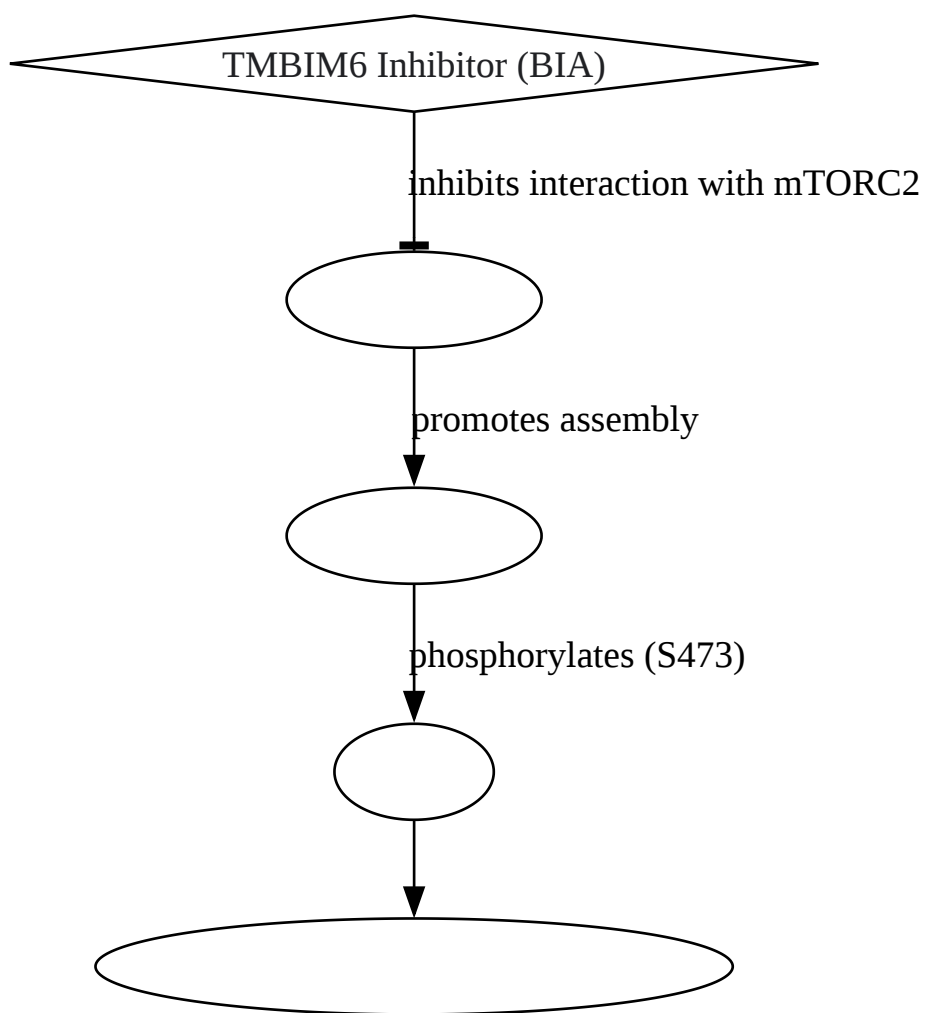 TMBIM6 Inhibitor (BIA)
inhibits interaction with mTORC2
promotes assembly
phosphorylates (S473)